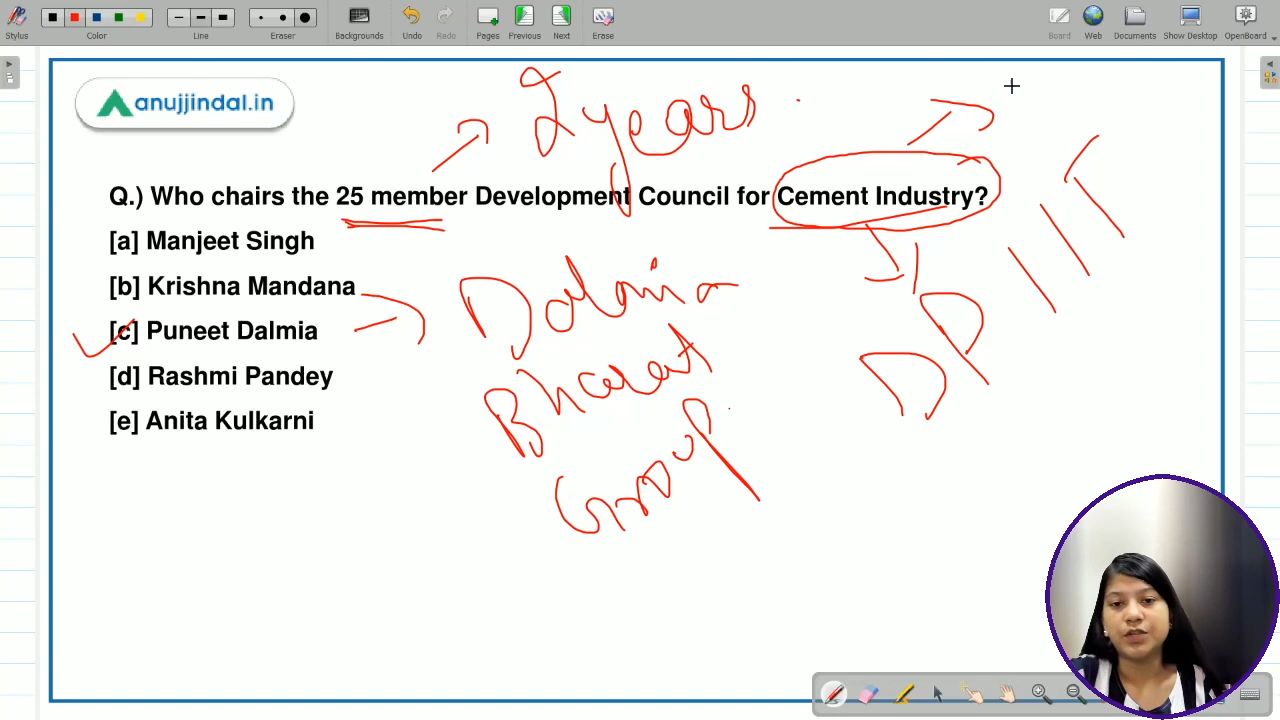 Stylus
Color
Line
Eraser
Backgrounds
Undo
Redo
Pages
Previous
Next
Erase
Board
Web
Documents
Show Desktop
OpenBoard
anujjindal.in
2 years.
Q.) Who chairs the 25 member Development Council for Cement Industry?
[a] Manjeet Singh
[b] Krishna Mandana
[c] Puneet Dalmia
[d] Rashmi Pandey
[e] Anita Kulkarni
Dalmia
Bharat
Group
DPIIT